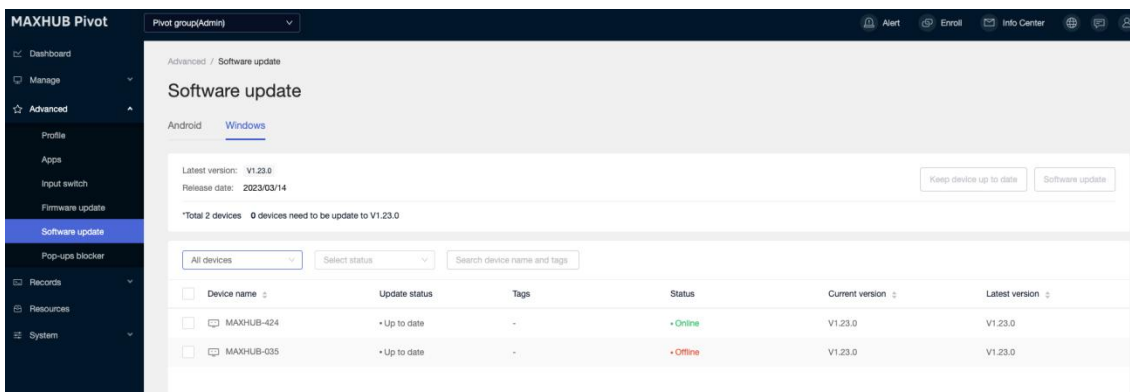 MAXHUB Pivot
Pivot group(Admin)
Alert
Enroll
Info Center
Dashboard
Manage
Advanced
Profile
Apps
Input switch
Firmware update
Software update
Pop-ups blocker
Records
Resources
System
Advanced / Software update
Software update
Android Windows
Latest version: V1.23.0
Release date: 2023/03/14
Keep device up to date Software update
*Total 2 devices 0 devices need to be update to V1.23.0
All devices Select status Search device name and tags
Device name Update status Tags Status Current version Latest version
MAXHUB-424 • Up to date - • Online V1.23.0 V1.23.0
MAXHUB-035 • Up to date - • Offline V1.23.0 V1.23.0